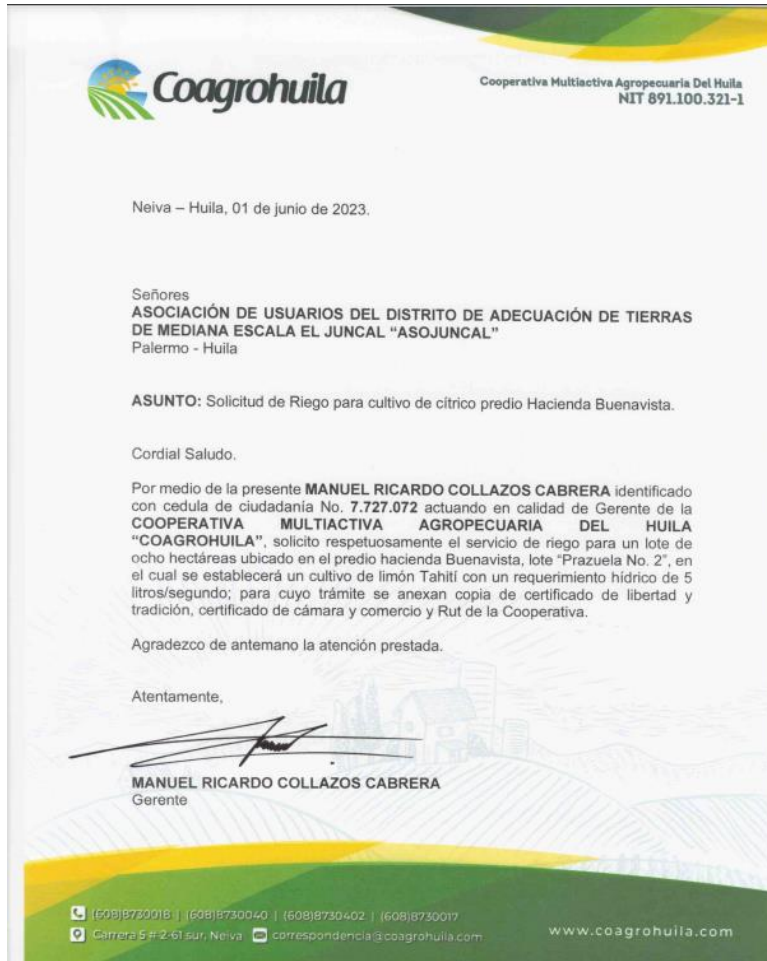 Coagrohuila
Cooperativa Multiactiva Agropecuaria Del Huila
NIT 891.100.321-1
Neiva – Huila, 01 de junio de 2023.
Señores
ASOCIACIÓN DE USUARIOS DEL DISTRITO DE ADECUACIÓN DE TIERRAS
DE MEDIANA ESCALA EL JUNCAL “ASOJUNCAL”
Palermo - Huila
ASUNTO: Solicitud de Riego para cultivo de cítrico predio Hacienda Buenavista.
Cordial Saludo.
Por medio de la presente MANUEL RICARDO COLLAZOS CABRERA identificado
con cedula de ciudadanía No. 7.727.072 actuando en calidad de Gerente de la
COOPERATIVA MULTIACTIVA AGROPECUARIA DEL HUILA
“COAGROHUILA”, solicito respetuosamente el servicio de riego para un lote de
ocho hectáreas ubicado en el predio hacienda Buenavista, lote “Prazuela No. 2”, en
el cual se establecerá un cultivo de limón Tahití con un requerimiento hídrico de 5
litros/segundo; para cuyo trámite se anexan copia de certificado de libertad y
tradición, certificado de cámara y comercio y Rut de la Cooperativa.
Agradezco de antemano la atención prestada.
Atentamente,
MANUEL RICARDO COLLAZOS CABRERA
Gerente
(608)8730018 | (608)8730040 | (608)8730402 | (608)8730017
Carrera 5 # 2-61 sur, Neiva correspondencia@coagrohuila.com
www.coagrohuila.com